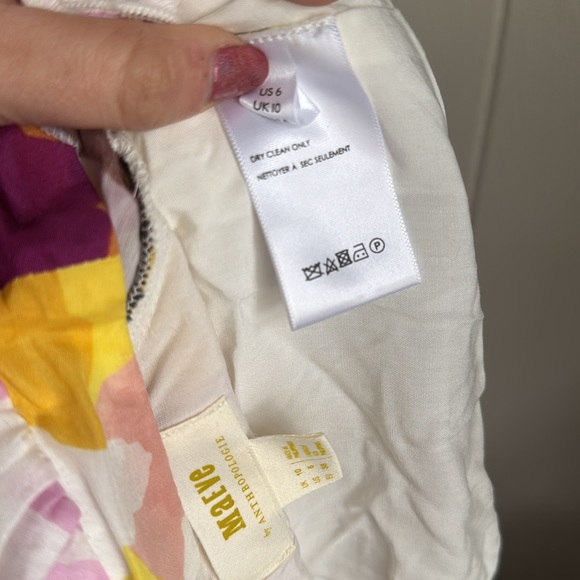 US 6
UK 10
DRY CLEAN ONLY
NETTOYER À SEC SEULEMENT
P
Maeve
by ANTHROPOLOGIE